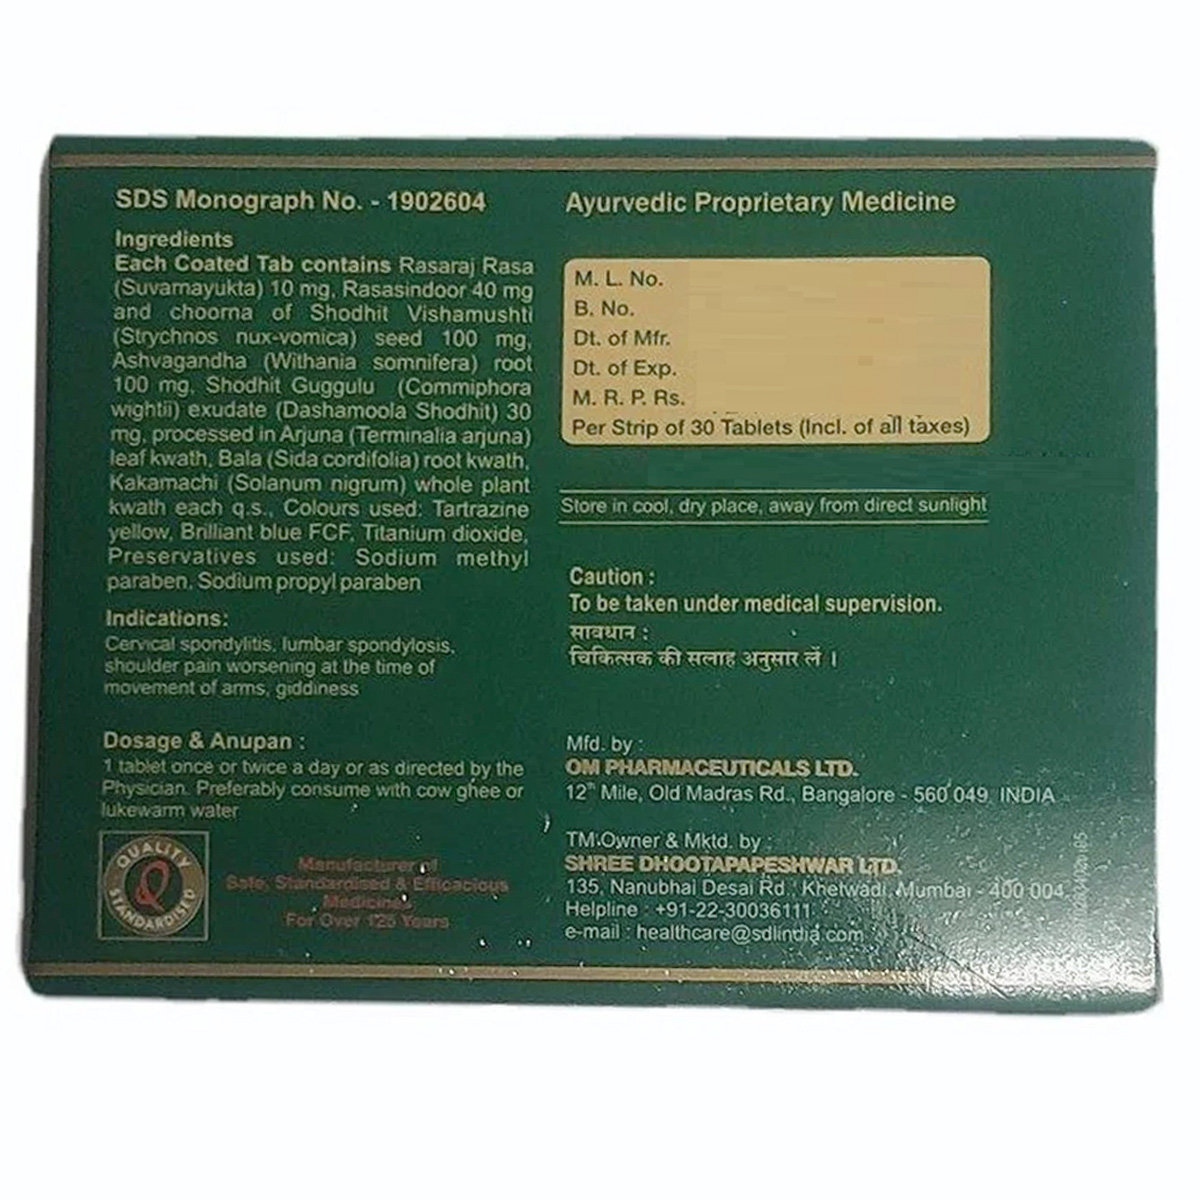 SDS Monograph No. - 1902604
Ingredients
Each Coated Tab contains Rasaraj Rasa
(Suvarnayukta) 10 mg, Rasasindoor 40 mg
and choorna of Shodhit Vishamushti
(Strychnos nux-vomica) seed 100 mg,
Ashvagandha (Withania somnifera) root
100 mg, Shodhit Guggulu (Commiphora
wightii) exudate (Dashamoola Shodhit) 30
mg, processed in Arjuna (Terminalia arjuna)
leaf kwath, Bala (Sida cordifolia) root kwath,
Kakamachi (Solanum nigrum) whole plant
kwath each q.s., Colours used: Tartrazine
yellow, Brilliant blue FCF, Titanium dioxide,
Preservatives used: Sodium methyl
paraben, Sodium propyl paraben
Indications:
Cervical spondylitis, lumbar spondylosis,
shoulder pain worsening at the time of
movement of arms, giddiness
Dosage & Anupan :
1 tablet once or twice a day or as directed by the
Physician. Preferably consume with cow ghee or
lukewarm water
QUALITY
Q
STANDARDISED
Manufacturer of
Safe, Standardised & Efficacious
Medicines
For Over 125 Years
Ayurvedic Proprietary Medicine
M. L. No.
B. No.
Dt. of Mfr.
Dt. of Exp.
M. R. P. Rs.
Per Strip of 30 Tablets (Incl. of all taxes)
Store in cool, dry place, away from direct sunlight
Caution :
To be taken under medical supervision.
सावधान :
चिकित्सक की सलाह अनुसार लें ।
Mfd. by :
OM PHARMACEUTICALS LTD.
12th Mile, Old Madras Rd., Bangalore - 560 049, INDIA
TM Owner & Mktd. by :
SHREE DHOOTAPAPESHWAR LTD.
135, Nanubhai Desai Rd., Khetwadi, Mumbai - 400 004
Helpline : +91-22-30036111
e-mail : healthcare@sdlindia.com